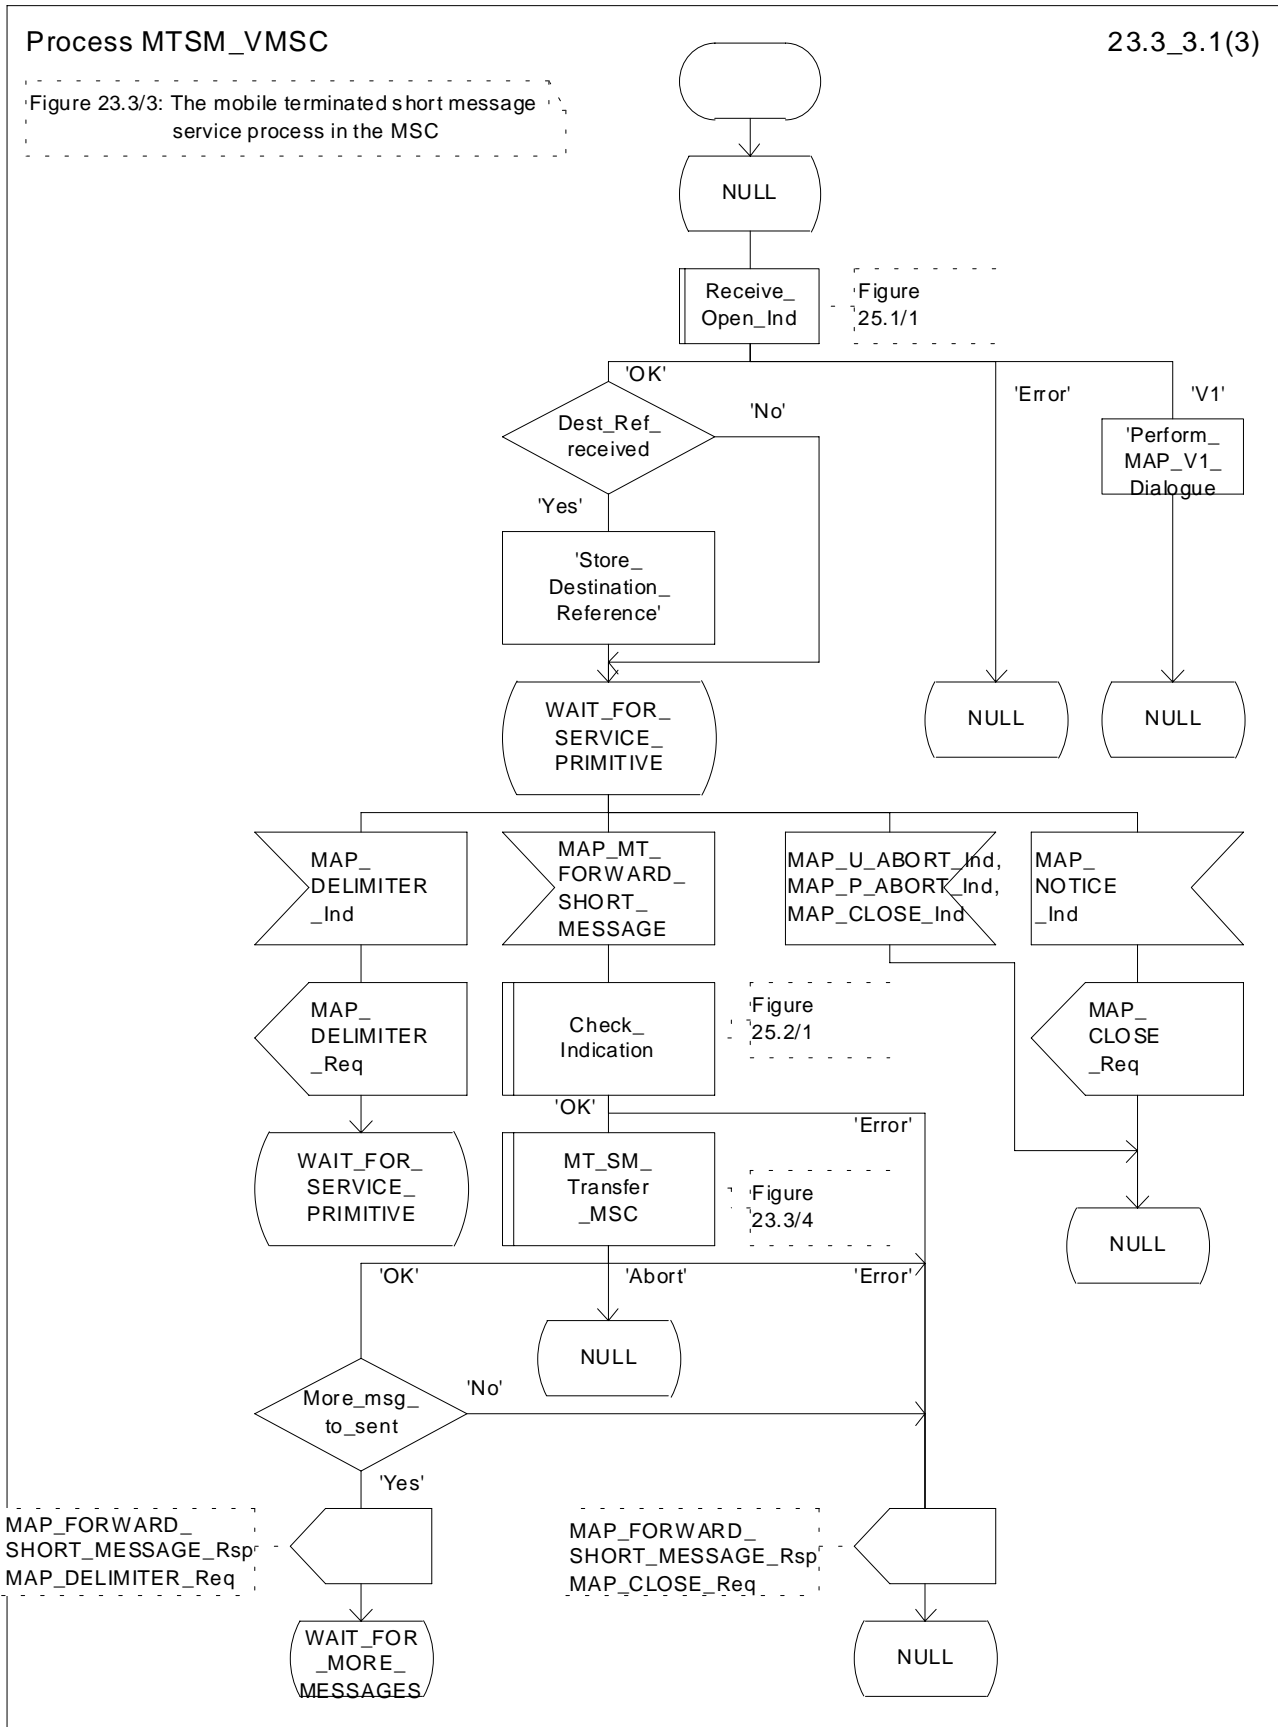 Process MTSM_VMSC
23.3_3.1(3)
Figure 23.3/3: The mobile terminated short message
service process in the MSC
NULL
Receive_
Open_Ind
Figure
25.1/1
'OK'
'Error'
'V1'
Dest_Ref_
received
'No'
'Perform_
MAP_V1_
Dialogue
'Yes'
'Store_
Destination_
Reference'
WAIT_FOR_
SERVICE_
PRIMITIVE
NULL
NULL
MAP_
DELIMITER
_Ind
MAP_MT_
FORWARD_
SHORT_
MESSAGE
MAP_U_ABORT_Ind,
MAP_P_ABORT_Ind,
MAP_CLOSE_Ind
MAP_
NOTICE
_Ind
MAP_
DELIMITER
_Req
Check_
Indication
Figure
25.2/1
MAP_
CLOSE
_Req
'OK'
'Error'
WAIT_FOR_
SERVICE_
PRIMITIVE
MT_SM_
Transfer
_MSC
Figure
23.3/4
NULL
'OK'
'Abort'
'Error'
NULL
More_msg_
to_sent
'No'
'Yes'
MAP_FORWARD_
SHORT_MESSAGE_Rsp
MAP_DELIMITER_Req
MAP_FORWARD_
SHORT_MESSAGE_Rsp
MAP_CLOSE_Req
WAIT_FOR
_MORE_
MESSAGES
NULL